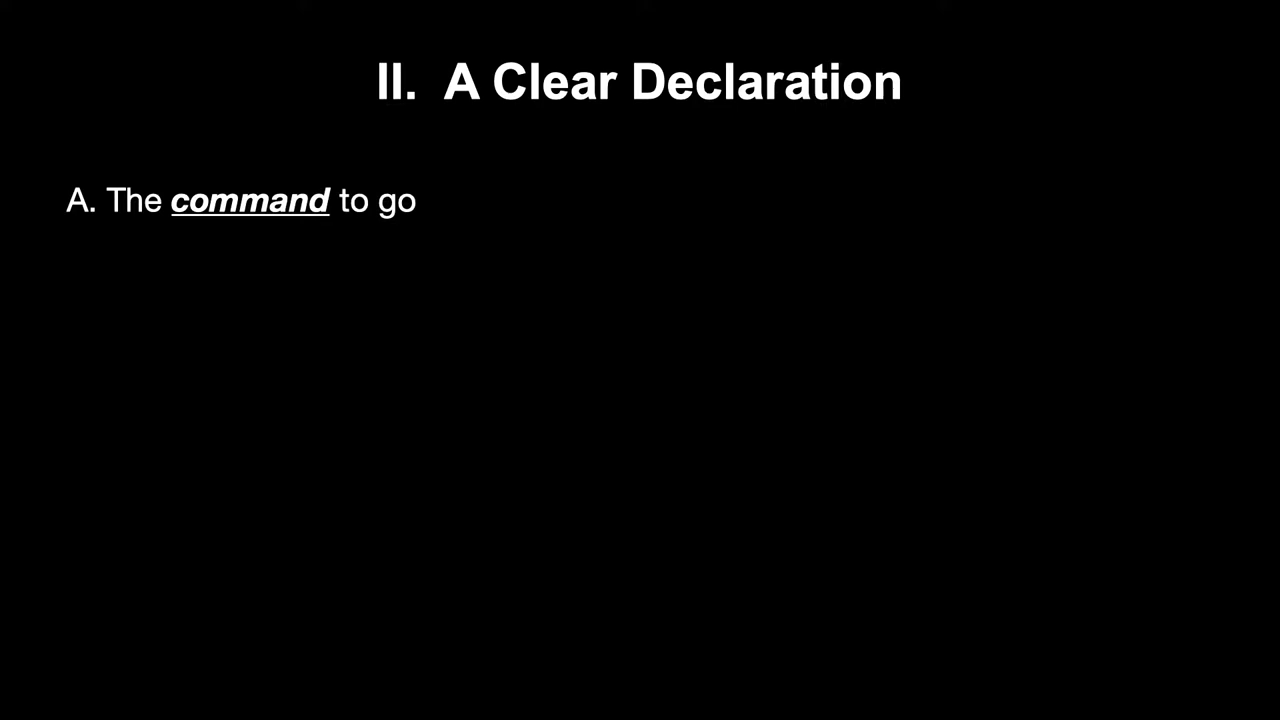 II. A Clear Declaration
A. The command to go